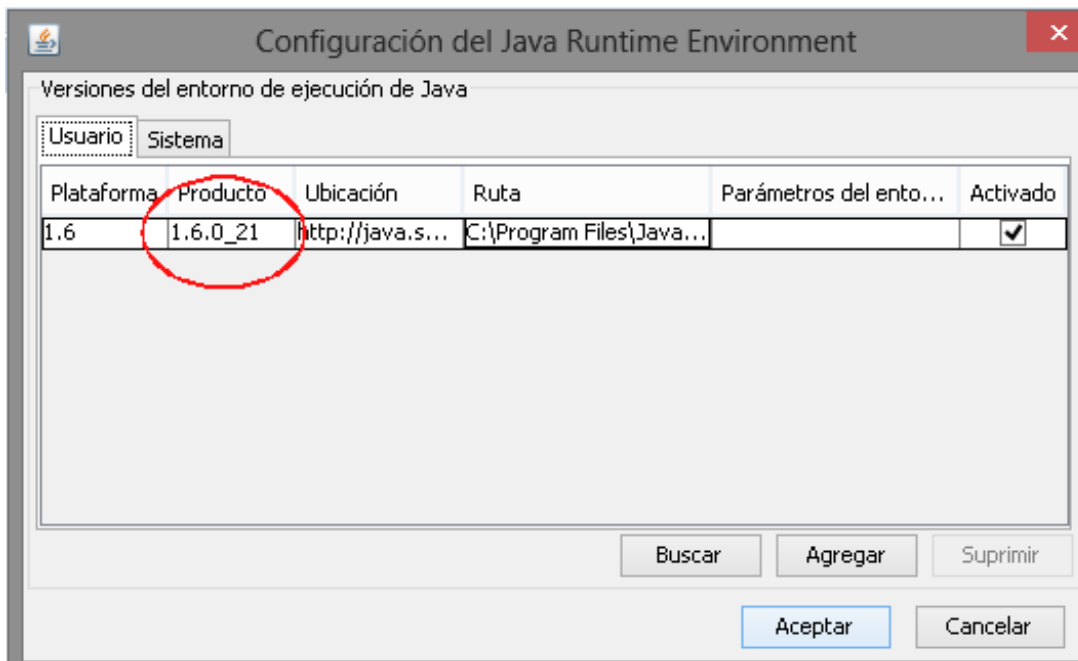 Configuración del Java Runtime Environment
Versiones del entorno de ejecución de Java
Usuario Sistema
Plataforma Producto Ubicación Ruta Parámetros del ento... Activado
1.6 1.6.0_21 http://java.s... C:\Program Files\Java...
Buscar Agregar Suprimir
Aceptar Cancelar